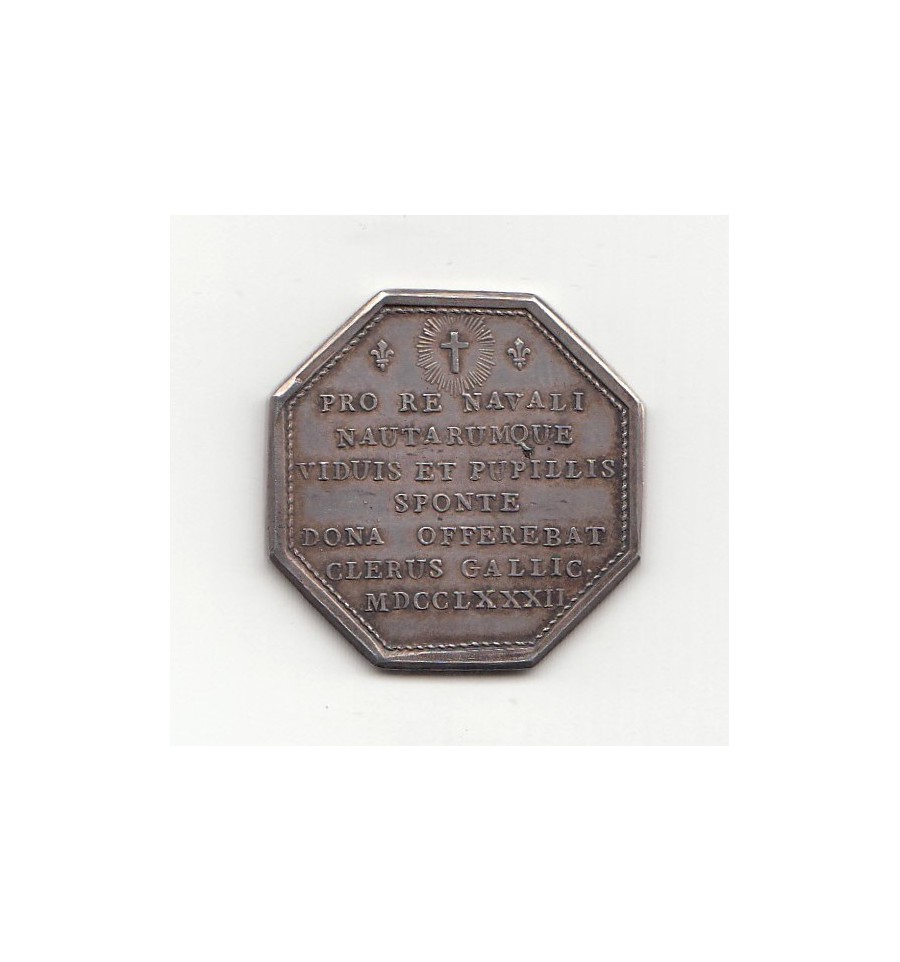 PRO RE NAVALI
NAUTARUMQUE
VIDUIS ET PUPILLIS
SPONTE
DONA OFFEREBAT
CLERUS GALLIC.
MDCCLXXXII